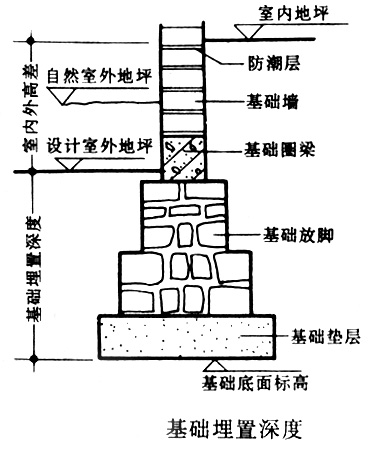 室内地坪
防潮层
自然室外地坪
基础墙
室内外高差
设计室外地坪
基础圈梁
基础放脚
基础埋置深度
基础垫层
基础底面标高
基础埋置深度